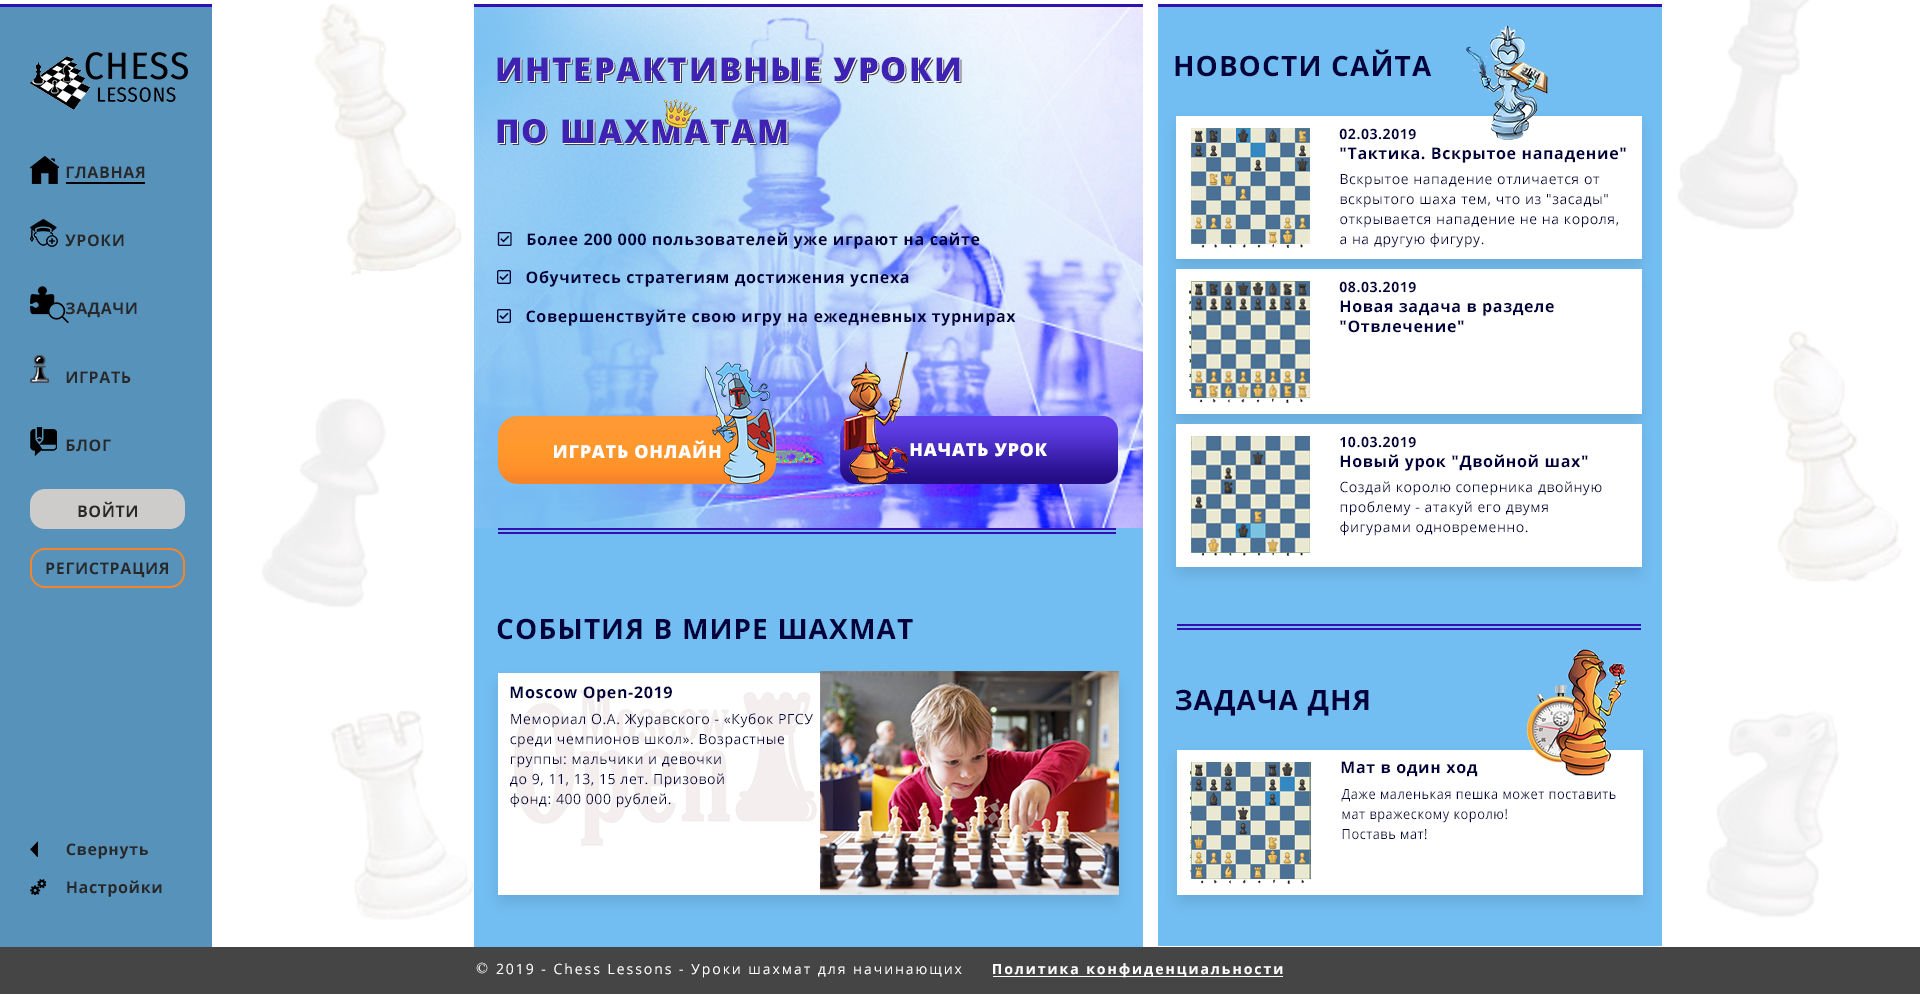 CHESS
LESSONS
ГЛАВНАЯ
УРОКИ
ЗАДАЧИ
ИГРАТЬ
БЛОГ
ВОЙТИ
РЕГИСТРАЦИЯ
Свернуть
Настройки
ИНТЕРАКТИВНЫЕ УРОКИ
ПО ШАХМАТАМ
Более 200 000 пользователей уже играют на сайте
Обучитесь стратегиям достижения успеха
Совершенствуйте свою игру на ежедневных турнирах
ИГРАТЬ ОНЛАЙН
НАЧАТЬ УРОК
СОБЫТИЯ В МИРЕ ШАХМАТ
Moscow Open-2019
Мемориал О.А. Журавского - «Кубок РГСУ
среди чемпионов школ». Возрастные
группы: мальчики и девочки
до 9, 11, 13, 15 лет. Призовой
фонд: 400 000 рублей.
Moscow
Open
НОВОСТИ САЙТА
02.03.2019
"Тактика. Вскрытое нападение"
Вскрытое нападение отличается от
вскрытого шаха тем, что из "засады"
открывается нападение не на короля,
а на другую фигуру.
08.03.2019
Новая задача в разделе
"Отвлечение"
10.03.2019
Новый урок "Двойной шах"
Создай королю соперника двойную
проблему - атакуй его двумя
фигурами одновременно.
ЗАДАЧА ДНЯ
Мат в один ход
Даже маленькая пешка может поставить
мат вражескому королю!
Поставь мат!
© 2019 - Chess Lessons - Уроки шахмат для начинающих
Политика конфиденциальности